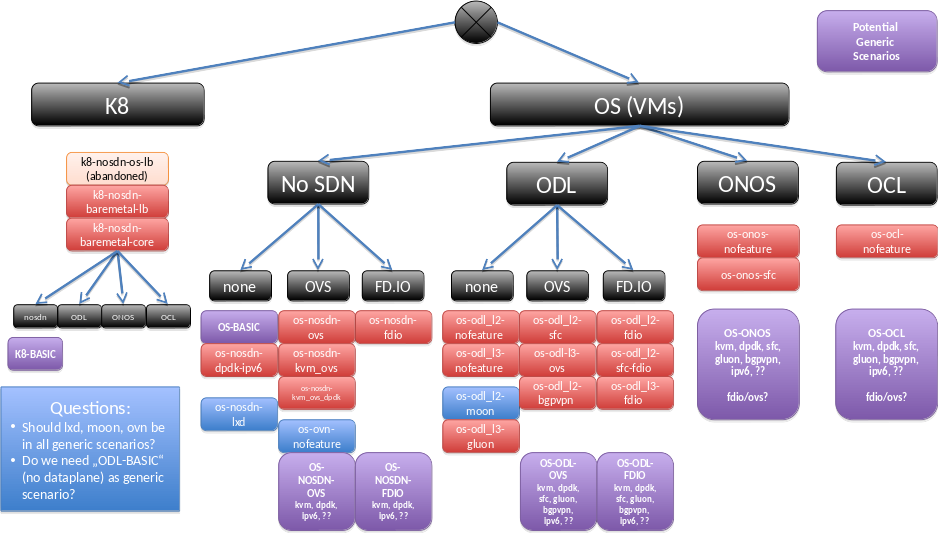 Potential
Generic
Scenarios
K8
OS (VMs)
k8-nosdn-os-lb
(abandoned)
k8-nosdn-
baremetal-lb
k8-nosdn-
baremetal-core
nosdn
ODL
ONOS
OCL
K8-BASIC
No SDN
ODL
ONOS
OCL
none
OVS
FD.IO
none
OVS
FD.IO
OS-BASIC
os-nosdn-
dpdk-ipv6
os-nosdn-
lxd
os-nosdn-
ovs
os-nosdn-
kvm_ovs
os-nosdn-
kvm_ovs_dpdk
os-ovn-
nofeature
OS-
NOSDN-
OVS
kvm, dpdk,
ipv6, ??
os-nosdn-
fdio
OS-
NOSDN-
FDIO
kvm, dpdk,
ipv6, ??
os-odl_l2-
nofeature
os-odl_l3-
nofeature
os-odl_l2-
moon
os-odl_l3-
gluon
os-odl_l2-
sfc
os-odl-l3-
ovs
os-odl_l2-
bgpvpn
OS-ODL-
OVS
kvm, dpdk,
sfc, gluon,
bgpvpn,
ipv6, ??
os-odl_l2-
fdio
os-odl_l2-
sfc-fdio
os-odl_l3-
fdio
OS-ODL-
FDIO
kvm, dpdk,
sfc, gluon,
bgpvpn,
ipv6, ??
os-onos-
nofeature
os-onos-sfc
OS-ONOS
kvm, dpdk, sfc,
gluon, bgpvpn,
ipv6, ??
fdio/ovs?
os-ocl-
nofeature
OS-OCL
kvm, dpdk, sfc,
gluon, bgpvpn,
ipv6, ??
fdio/ovs?
Questions:
• Should lxd, moon, ovn be
in all generic scenarios?
• Do we need „ODL-BASIC“
(no dataplane) as generic
scenario?